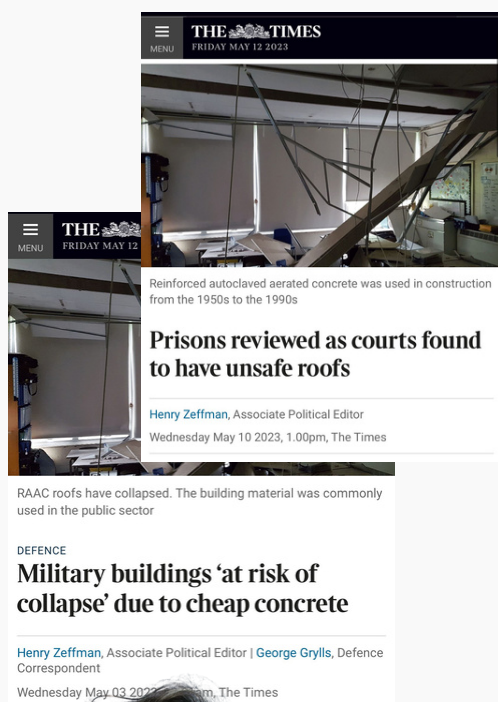 MENU
THE TIMES
FRIDAY MAY 12 2023
Reinforced autoclaved aerated concrete was used in construction
from the 1950s to the 1990s
Prisons reviewed as courts found
to have unsafe roofs
Henry Zeffman, Associate Political Editor
Wednesday May 10 2023, 1.00pm, The Times
MENU
THE
FRIDAY MAY 12
RAAC roofs have collapsed. The building material was commonly
used in the public sector
DEFENCE
Military buildings ‘at risk of
collapse’ due to cheap concrete
Henry Zeffman, Associate Political Editor | George Grylls, Defence
Correspondent
Wednesday May 03 2023, The Times